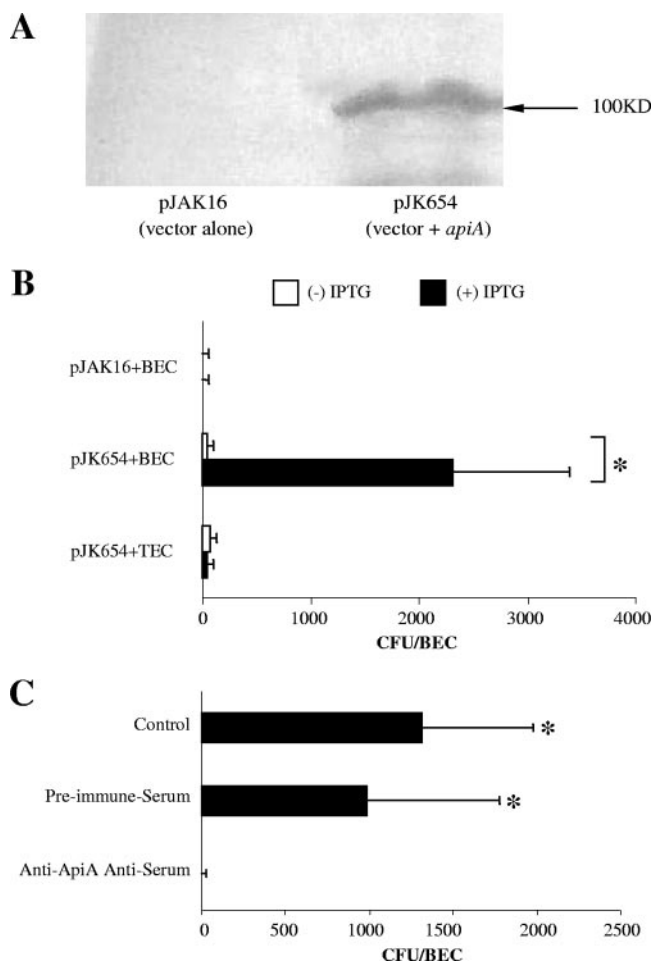 A
100KD
pJAK16
(vector alone)
pJK654
(vector + apiA)
B
(-) IPTG
(+) IPTG
pJAK16+BEC
pJK654+BEC
*
pJK654+TEC
0 1000 2000 3000 4000
CFU/BEC
C
Control
*
Pre-immune-Serum
*
Anti-ApiA Anti-Serum
0 500 1000 1500 2000 2500
CFU/BEC